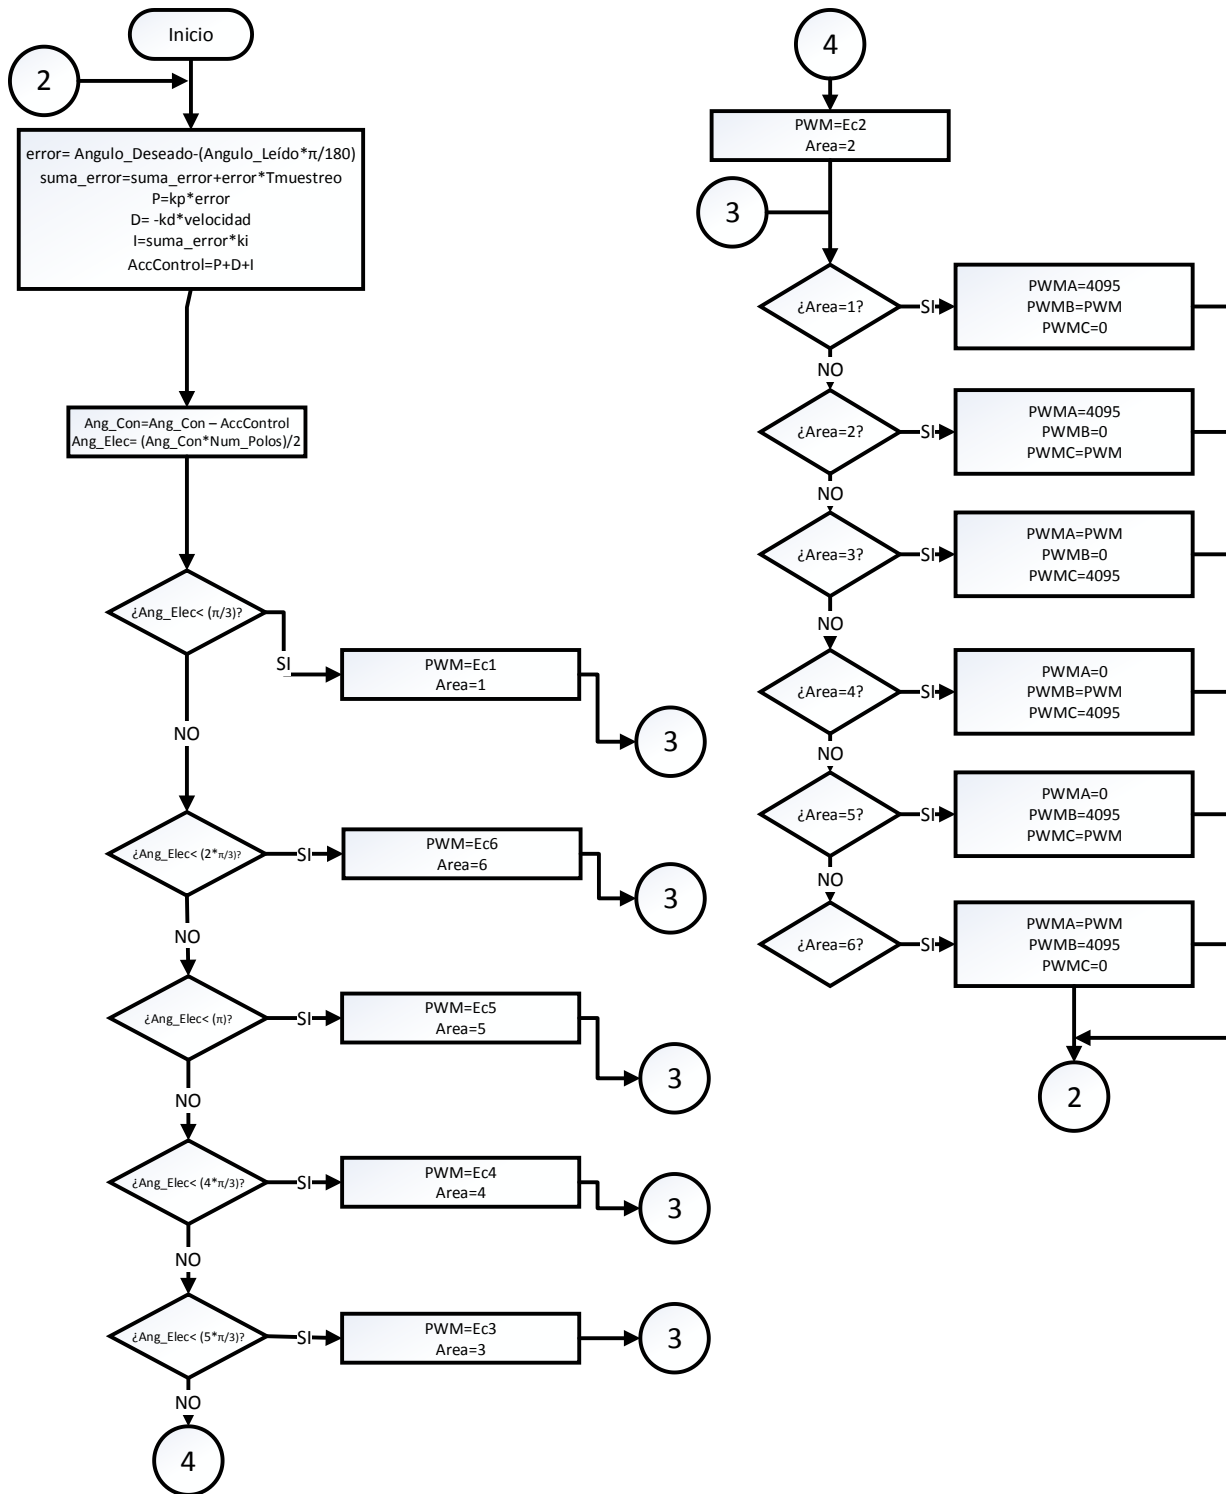 Inicio
2
error= Angulo_Deseado-(Angulo_Leído*π/180)
suma_error=suma_error+error*Tmuestreo
P=kp*error
D= -kd*velocidad
I=suma_error*ki
AccControl=P+D+I
Ang_Con=Ang_Con – AccControl
Ang_Elec= (Ang_Con*Num_Polos)/2
¿Ang_Elec< (π/3)?
SI
PWM=Ec1
Area=1
3
NO
¿Ang_Elec< (2*π/3)?
SI
PWM=Ec6
Area=6
3
NO
¿Ang_Elec< (π)?
SI
PWM=Ec5
Area=5
3
NO
¿Ang_Elec< (4*π/3)?
SI
PWM=Ec4
Area=4
3
NO
¿Ang_Elec< (5*π/3)?
SI
PWM=Ec3
Area=3
3
NO
4
4
PWM=Ec2
Area=2
3
¿Area=1?
SI
PWMA=4095
PWMB=PWM
PWMC=0
NO
¿Area=2?
SI
PWMA=4095
PWMB=0
PWMC=PWM
NO
¿Area=3?
SI
PWMA=PWM
PWMB=0
PWMC=4095
NO
¿Area=4?
SI
PWMA=0
PWMB=PWM
PWMC=4095
NO
¿Area=5?
SI
PWMA=0
PWMB=4095
PWMC=PWM
NO
¿Area=6?
SI
PWMA=PWM
PWMB=4095
PWMC=0
2